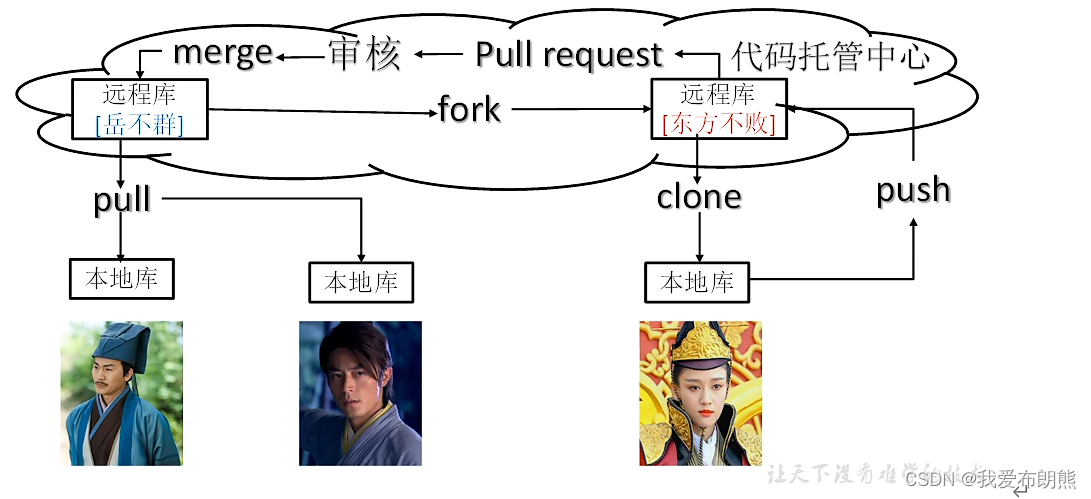 merge
审核
Pull request
代码托管中心
远程库
[岳不群]
fork
远程库
[东方不败]
pull
clone
push
本地库
本地库
本地库
让天下没有难学的技术
CSDN @我爱布朗熊